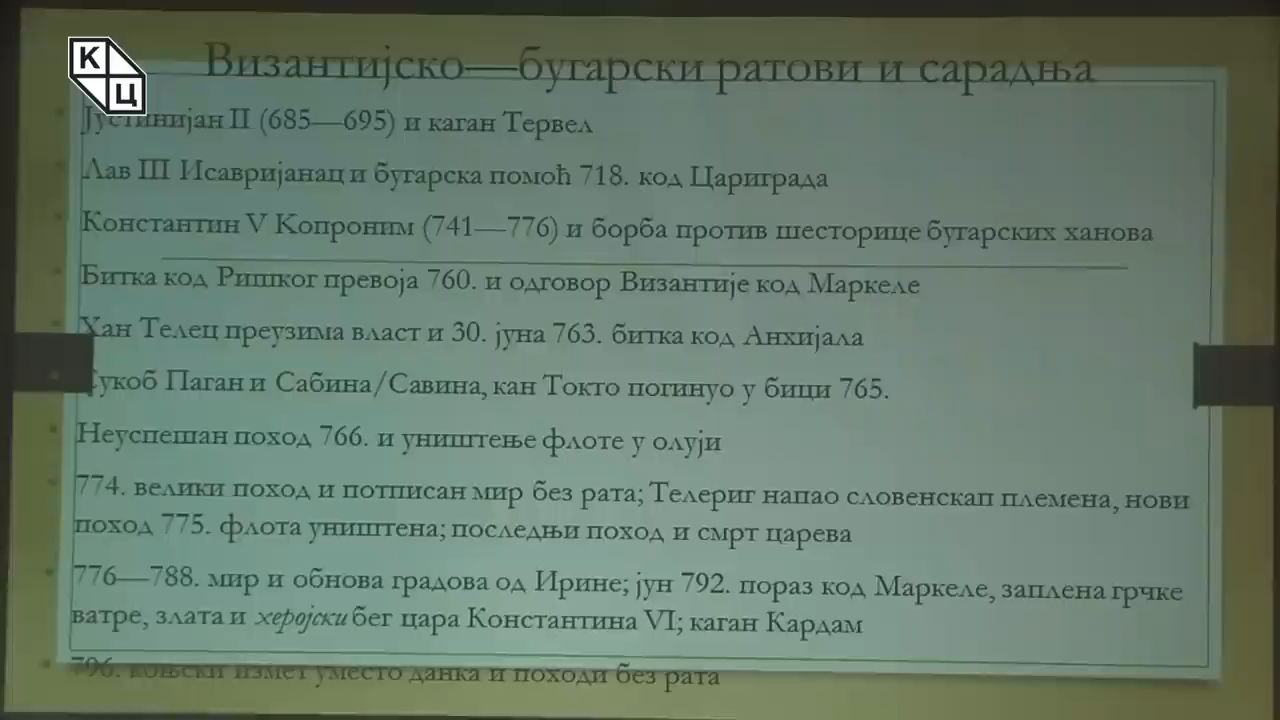 К
Ц
Византијско—бугарски ратови и сарадња
Јустинијан II (685—695) и каган Тервел
Лав III Исавријанац и бугарска помоћ 718. код Цариграда
Константин V Копроним (741—776) и борба против шесторице бугарских ханова
Битка код Ришког превоја 760. и одговор Византије код Маркеле
Хан Телец преузима власт и 30. јуна 763. битка код Анхијала
Сукоб Паган и Сабина/Савина, кан Токто погинуо у бици 765.
Неуспешан поход 766. и уништење флоте у олуји
774. велики поход и потписан мир без рата; Телериг напао словенскап племена, нови
поход 775. флота уништена; последњи поход и смрт царева
776—788. мир и обнова градова од Ирине; јун 792. пораз код Маркеле, заплена грчке
ватре, злата и херојски бег цара Константина VI; каган Кардам
796. коњски измет уместо данка и походи без рата